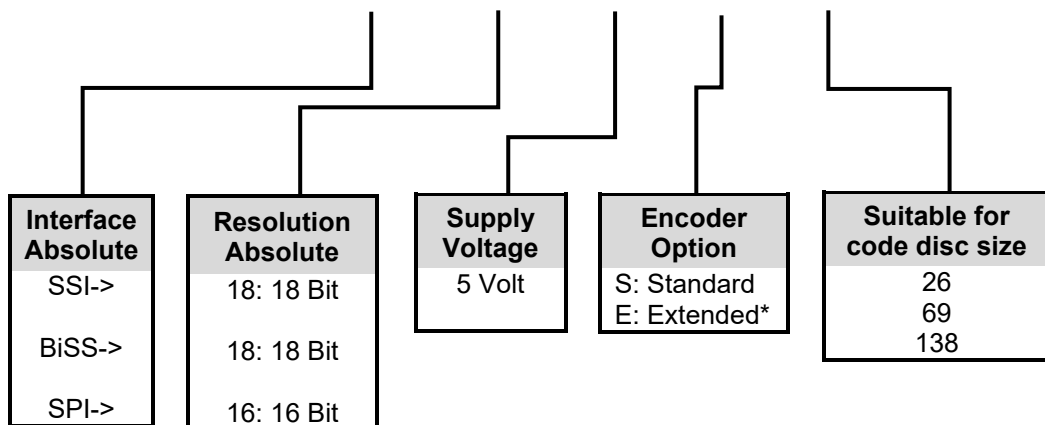 Interface
Absolute
SSI->
BiSS->
SPI->
Resolution
Absolute
18: 18 Bit
18: 18 Bit
16: 16 Bit
Supply
Voltage
5 Volt
Encoder
Option
S: Standard
E: Extended*
Suitable for
code disc size
26
69
138